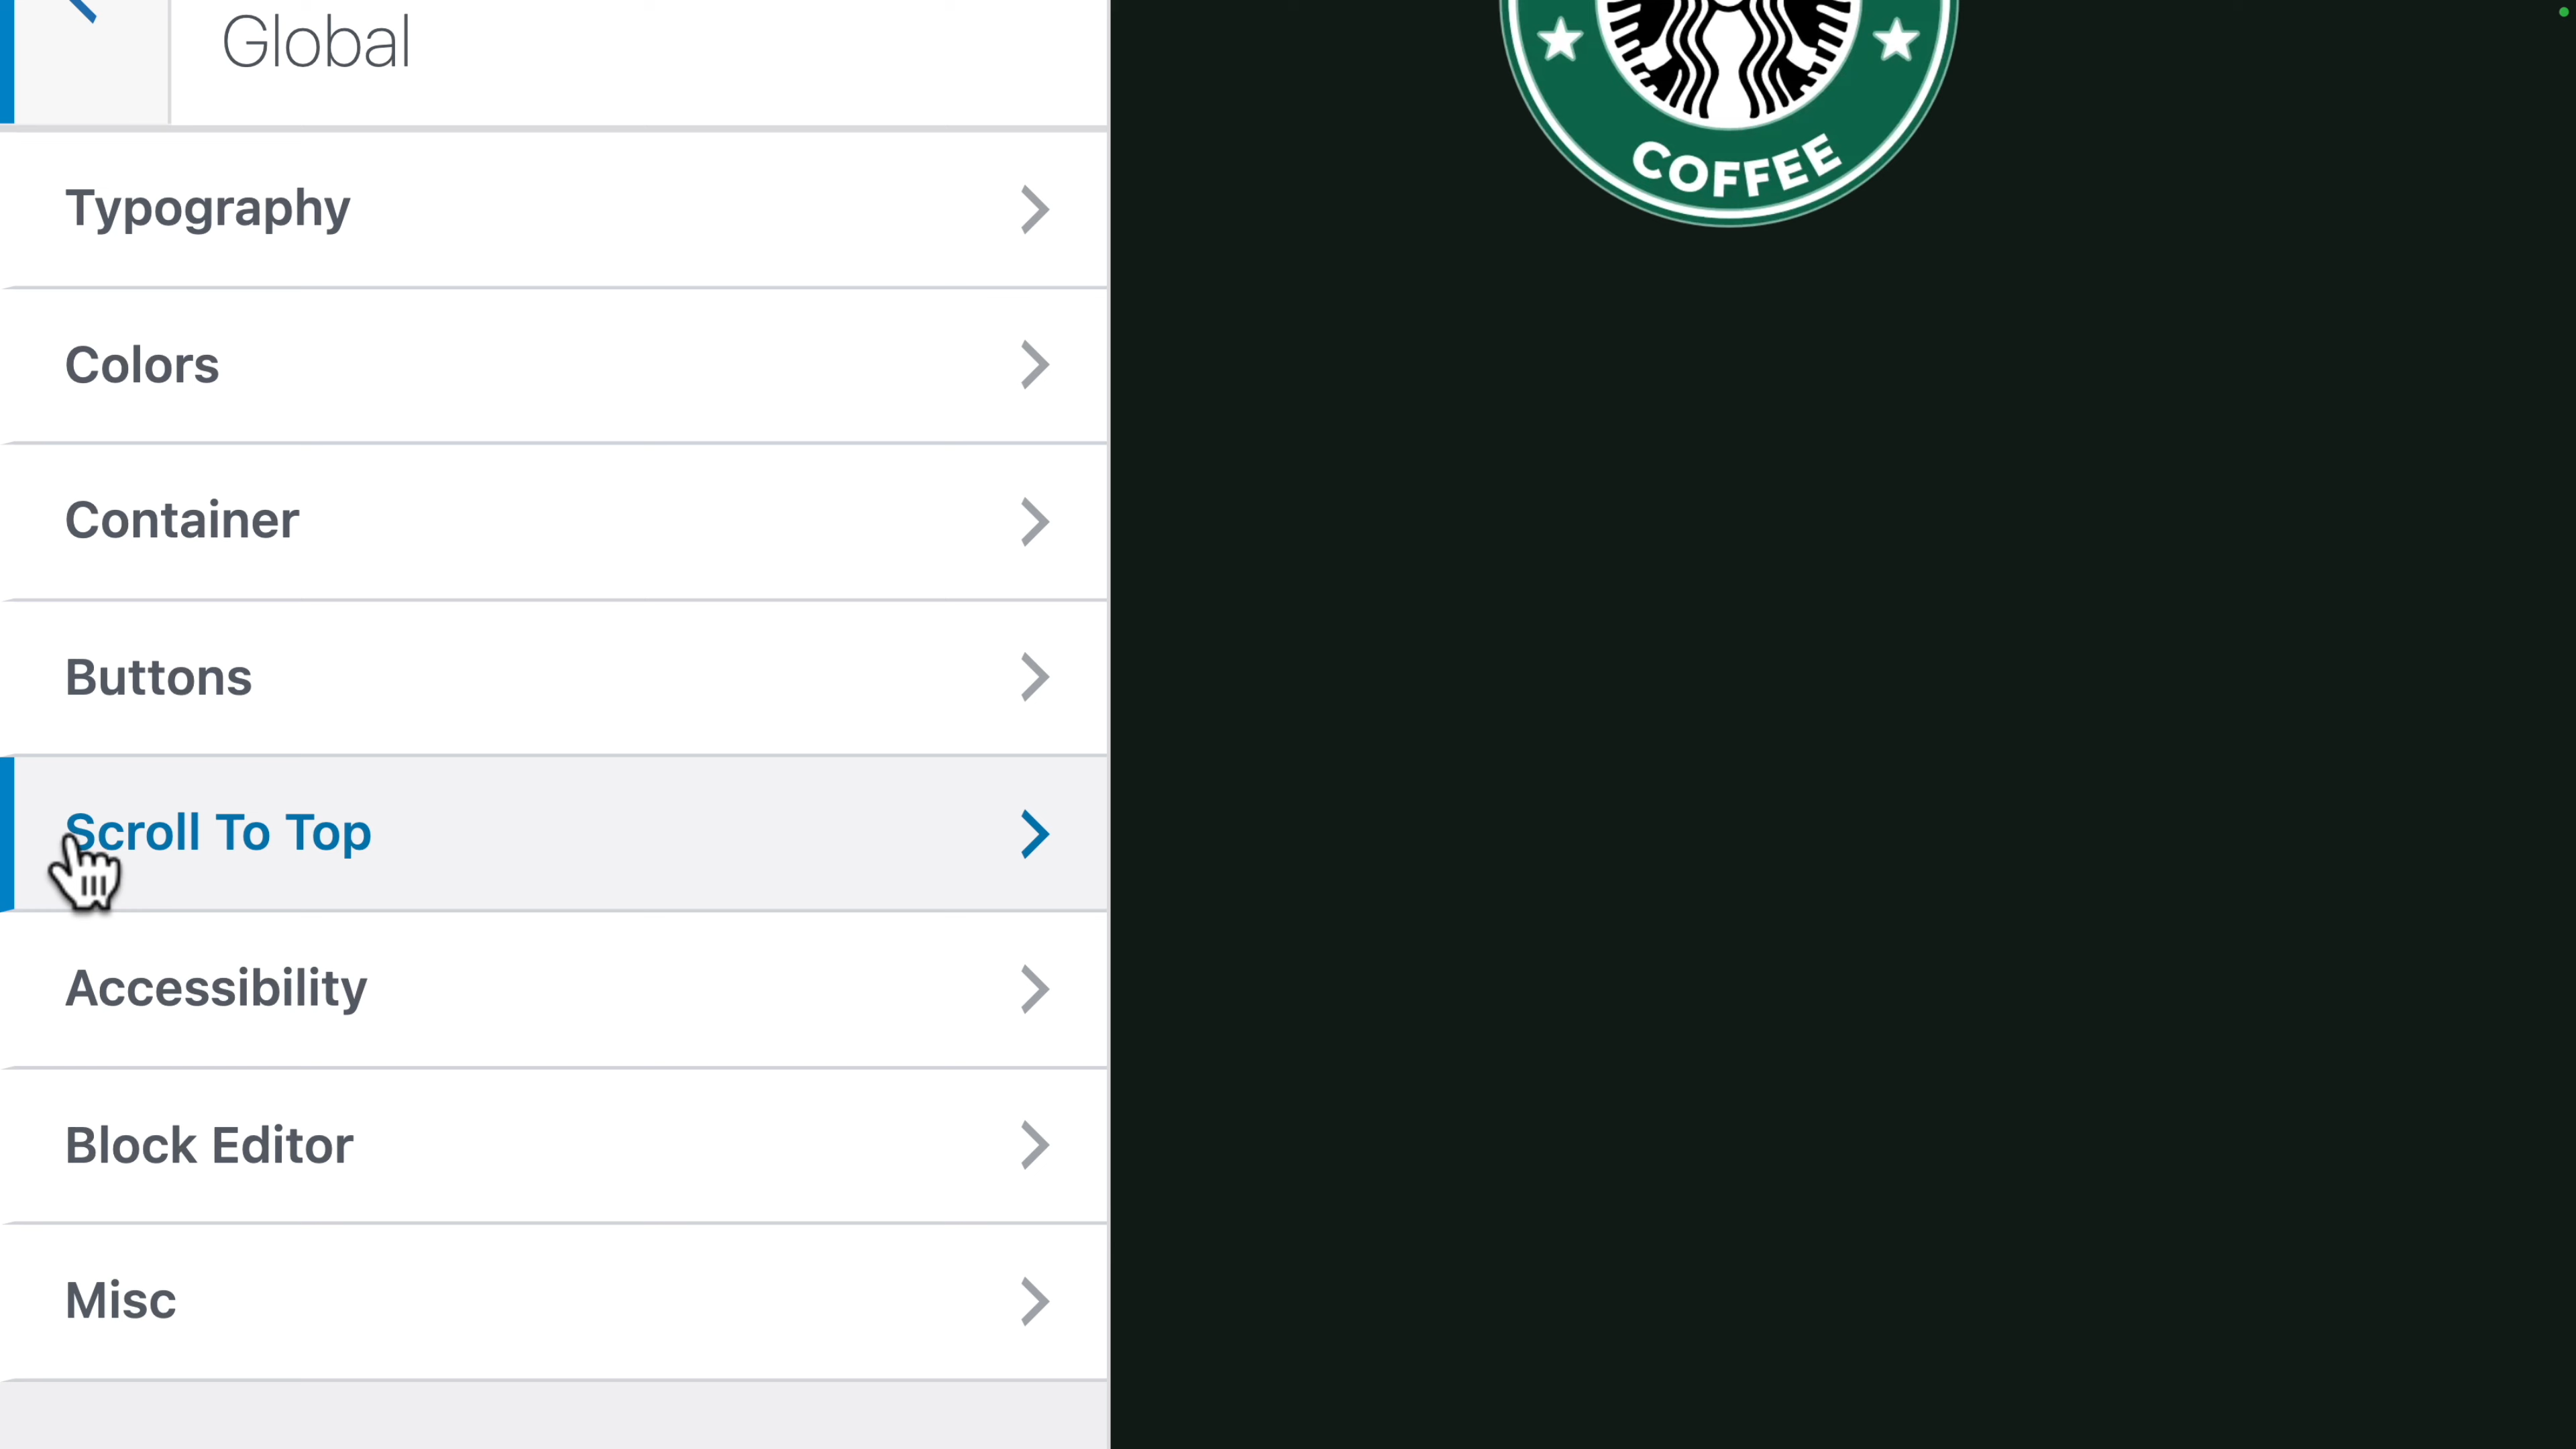 Global
COFFEE
Typography
Colors
Container
Buttons
Scroll To Top
Accessibility
Block Editor
Misc